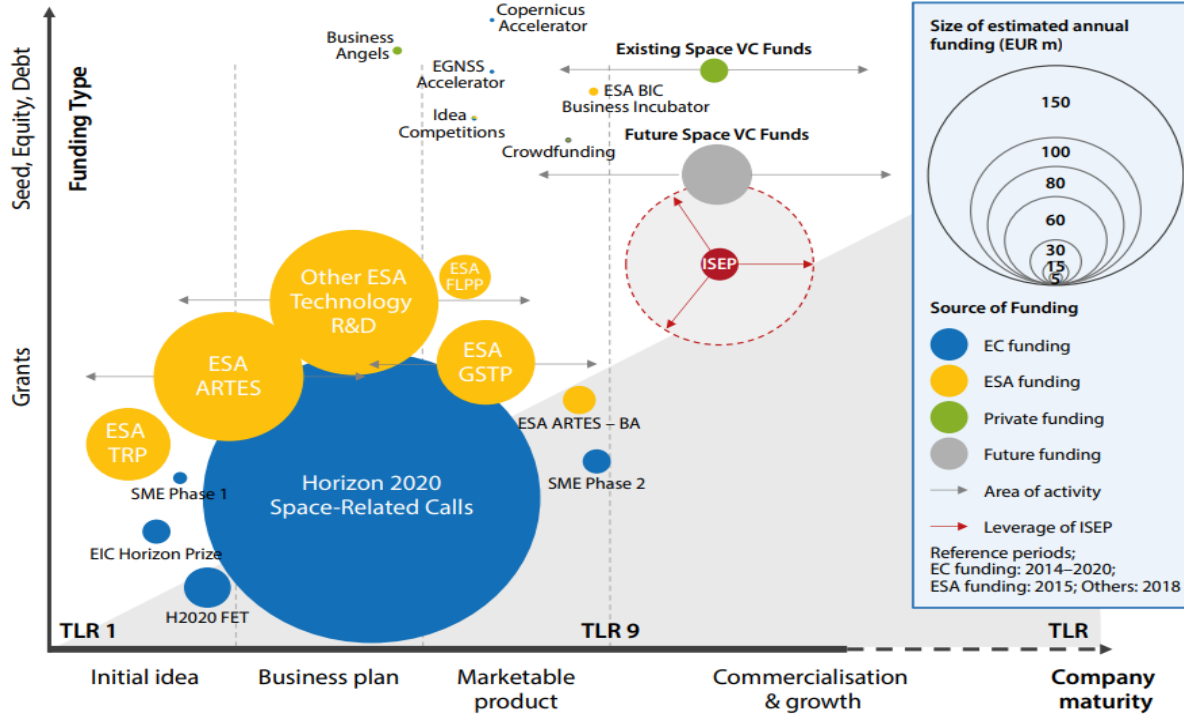 Seed, Equity, Debt
Grants
Funding Type
Copernicus
Accelerator
Business
Angels
EGNSS
Accelerator
Idea
Competitions
Existing Space VC Funds
ESA BIC
Business Incubator
Crowdfunding
Future Space VC Funds
ISEP
Other ESA
Technology
R&D
ESA
FLPP
ESA
ARTES
ESA
GSTP
ESA
TRP
ESA ARTES – BA
SME Phase 1
SME Phase 2
Horizon 2020
Space-Related Calls
EIC Horizon Prize
H2020 FET
TLR 1
TLR 9
TLR
Initial idea
Business plan
Marketable
product
Commercialisation
& growth
Company
maturity
Size of estimated annual
funding (EUR m)
150
100
80
60
30
15
5
Source of Funding
EC funding
ESA funding
Private funding
Future funding
Area of activity
Leverage of ISEP
Reference periods;
EC funding: 2014–2020;
ESA funding: 2015; Others: 2018